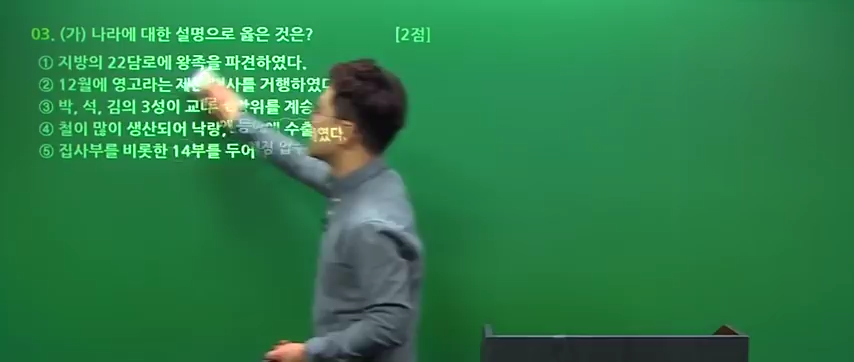 03. (가) 나라에 대한 설명으로 옳은 것은? [2점]
① 지방의 22담로에 왕족을 파견하였다.
② 12월에 영고라는 거행하였다
③ 박, 석, 김의 3성이 교대로 계승
④ 철이 많이 생산되어 낙랑, 수출하였다.
⑤ 집사부를 비롯한 14부를 두어